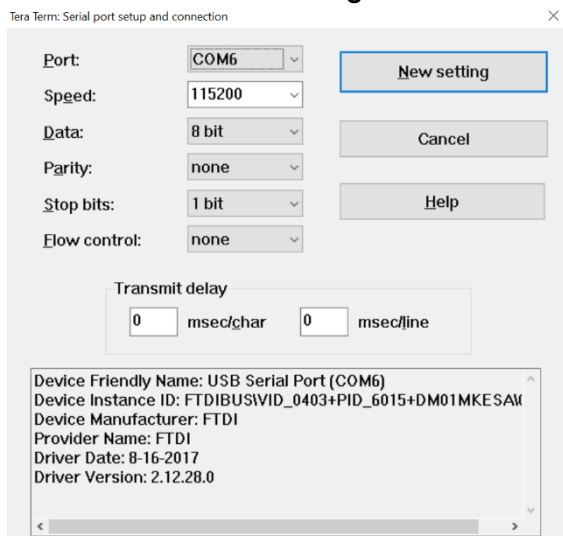 Tera Term: Serial port setup and connection
Port: COM6
New setting
Speed: 115200
Data: 8 bit
Cancel
Parity: none
Stop bits: 1 bit
Help
Flow control: none
Transmit delay
0 msec/char 0 msec/line
Device Friendly Name: USB Serial Port (COM6)
Device Instance ID: FTDIBUS\VID_0403+PID_6015+DM01MKESA\(
Device Manufacturer: FTDI
Provider Name: FTDI
Driver Date: 8-16-2017
Driver Version: 2.12.28.0